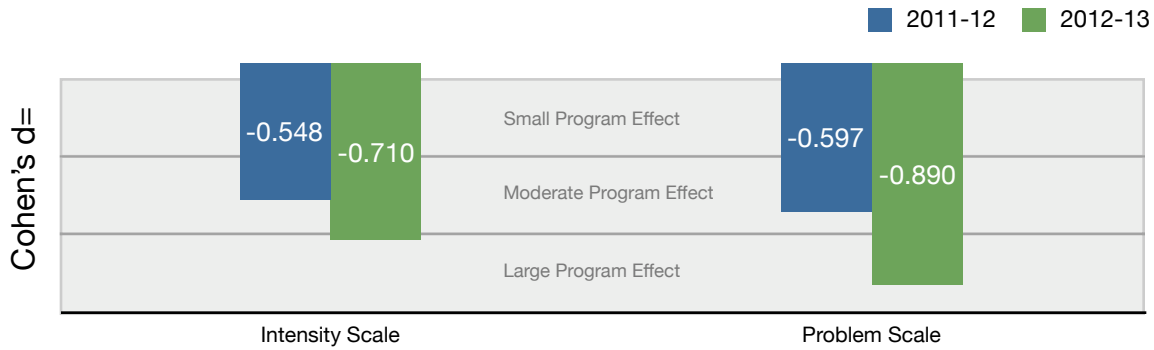 2011-12 2012-13
Cohen's d=
Small Program Effect
-0.548 -0.710 -0.597 -0.890
Moderate Program Effect
Large Program Effect
Intensity Scale Problem Scale